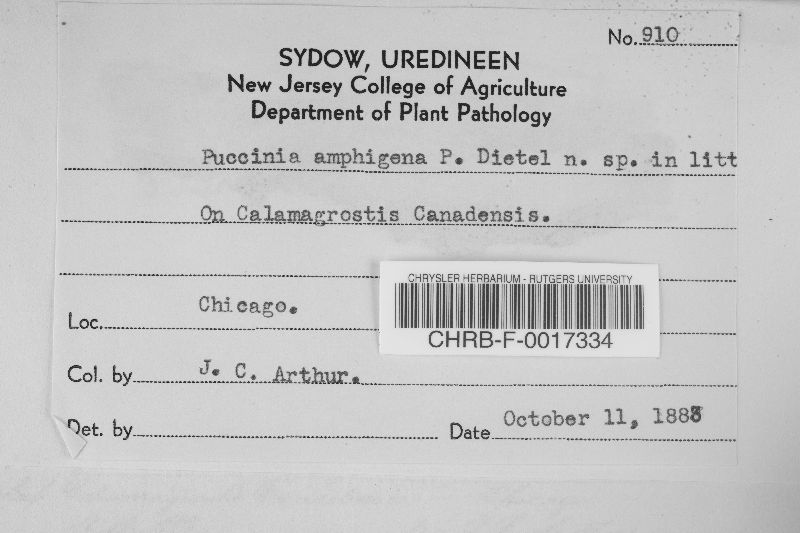 No. 910
SYDOW, UREDINEEN
New Jersey College of Agriculture
Department of Plant Pathology
Puccinia amphigena P. Dietel n. sp. in litt
On Calamagrostis Canadensis.
CHRYSLER HERBARIUM - RUTGERS UNIVERSITY
CHRB-F-0017334
Loc. Chicago.
Col. by J. C. Arthur.
Det. by
Date October 11, 1883